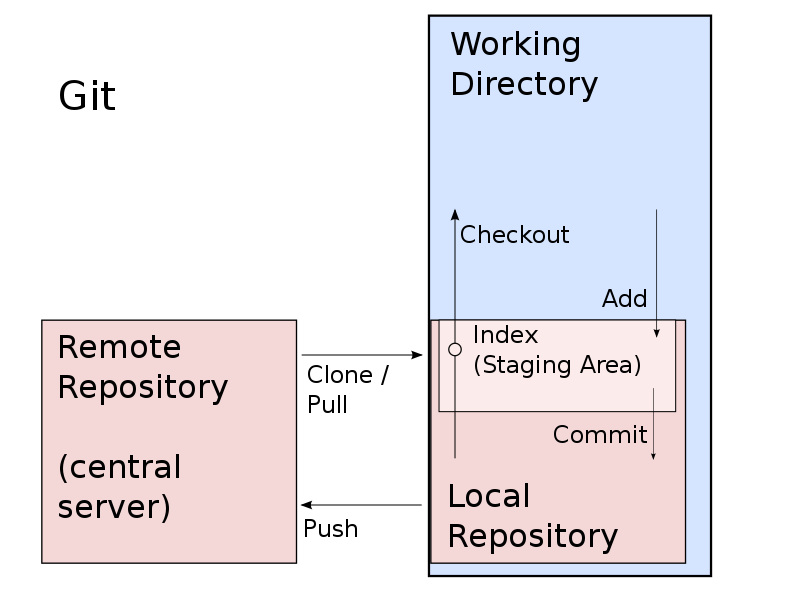 Git
Working
Directory
Checkout
Add
Index
(Staging Area)
Remote
Repository
(central
server)
Clone /
Pull
Push
Commit
Local
Repository